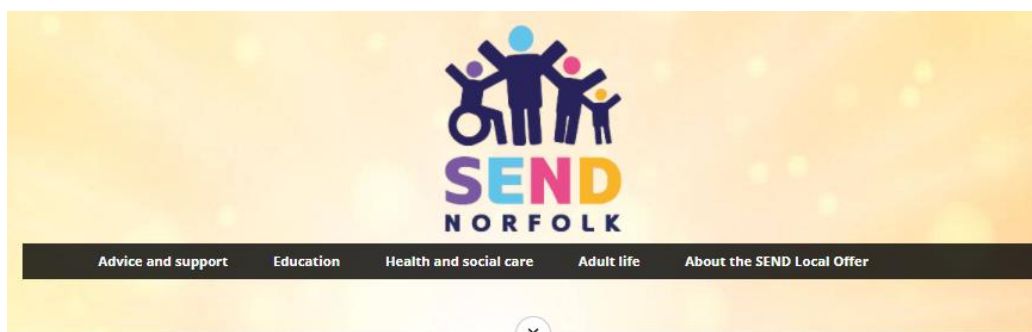 SEND
NORFOLK
Advice and support Education Health and social care Adult life About the SEND Local Offer